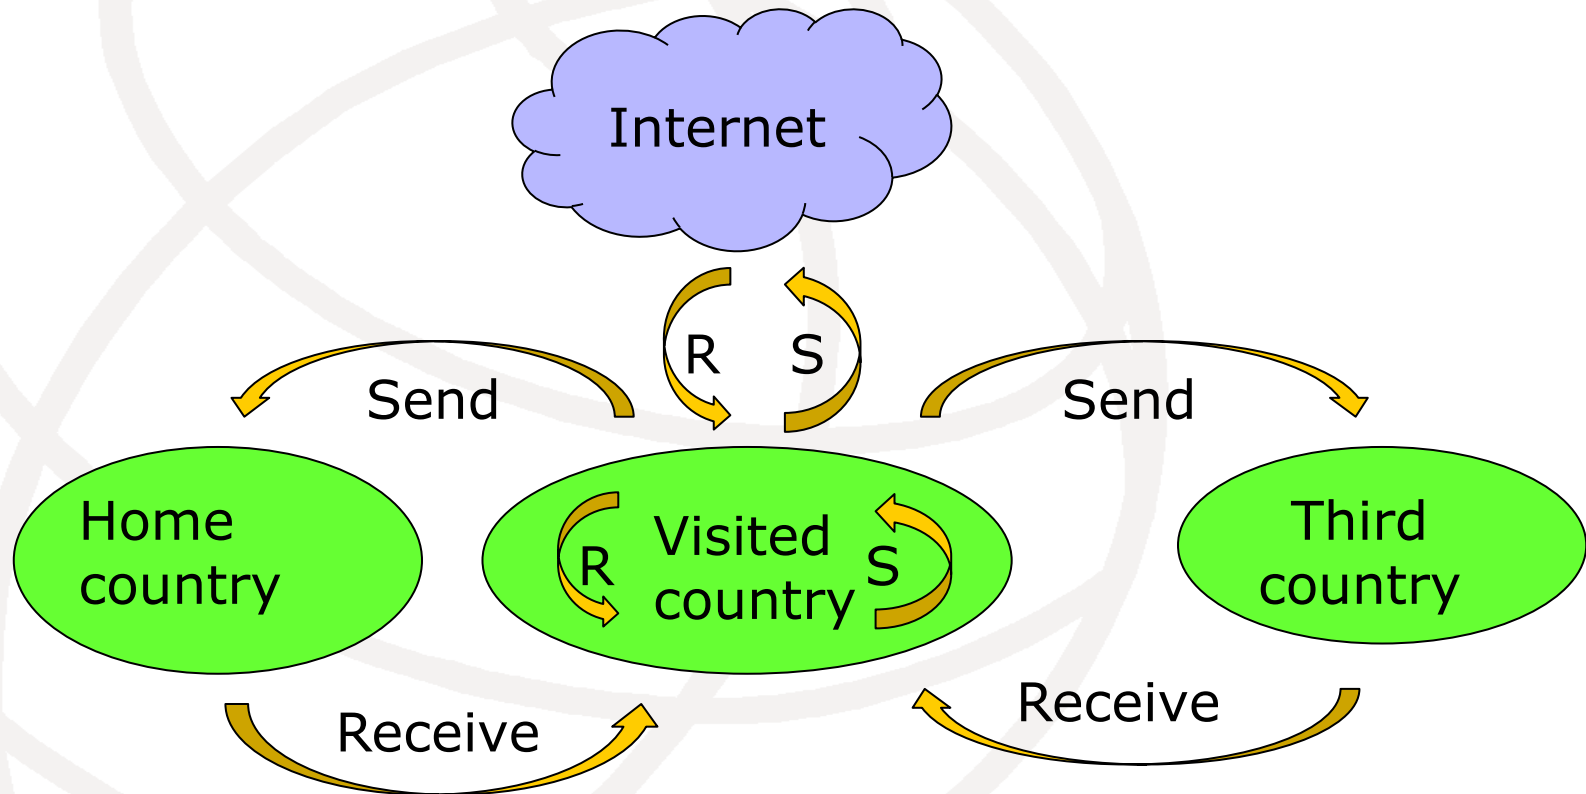 Internet
R
S
Send
Send
Home
country
R
Visited
country
S
Third
country
Receive
Receive